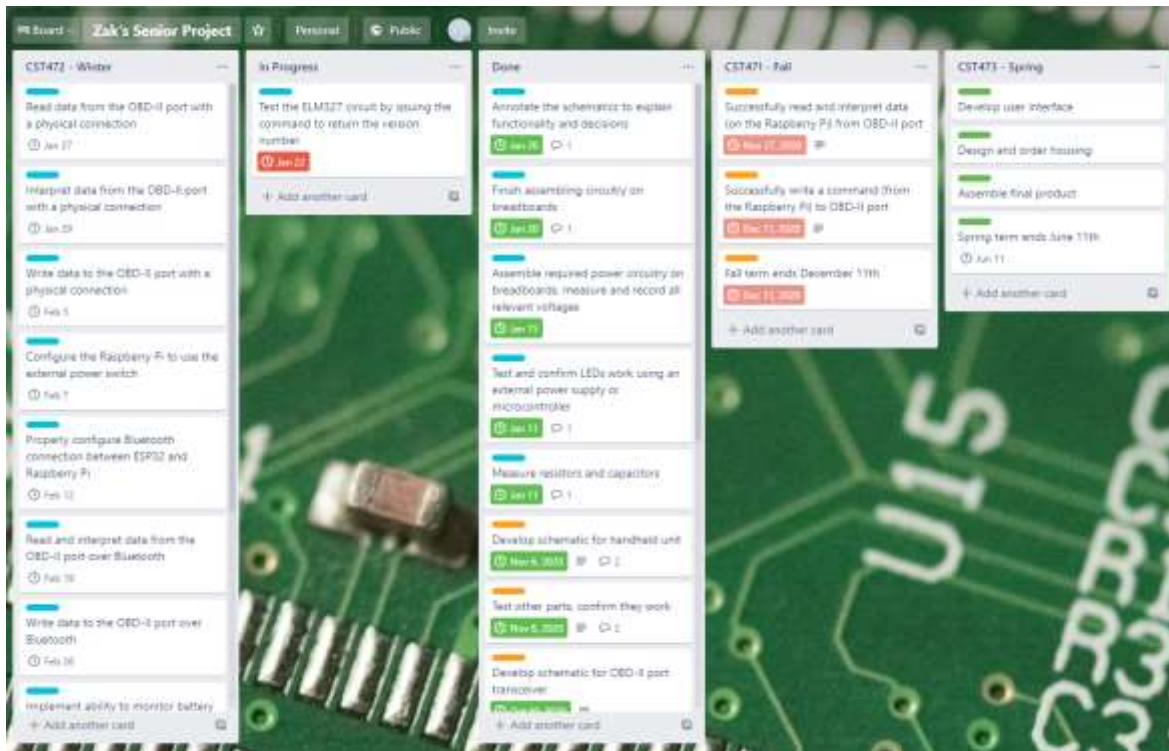 Board
Zak's Senior Project
Personal
Public
Invite
CST472 - Winter
Read data from the OBD-II port with
a physical connection
Jan 27
Interpret data from the OBD-II port
with a physical connection
Jan 29
Write data to the OBD-II port with a
physical connection
Feb 5
Configure the Raspberry Pi to use the
external power switch
Feb 7
Properly configure Bluetooth
connection between ESP32 and
Raspberry Pi
Feb 12
Read and interpret data from the
OBD-II port over Bluetooth
Feb
Write data to the OBD-II port over
Bluetooth
Feb 26
Implement ability to monitor battery
+ Add another card
In Progress
Test the ELM327 circuit by issuing the
command to return the version
number
Jan 22
+ Add another card
Done
Annotate the schematics to explain
functionality and decisions
Jan 1
Finish assembling circuitry on
breadboards
Jan 20 1
Assemble required power circuitry on
breadboards, measure and record all
relevant voltages
Jan 15
Test and confirm LEDs work using an
external power supply or
microcontroller
Jan 11 1
Measure resistors and capacitors
Jan 11 1
Develop schematic for handheld unit
Nov 6, 2020 2
Test other parts, confirm they work
Nov 6, 2020 2
Develop schematic for OBD-II port
transceiver
+ Add another card
CST471 - Fall
Successfully read and interpret data
(on the Raspberry Pi) from OBD-II port
Nov 27, 2020
Successfully write a command (from
the Raspberry Pi) to OBD-II port
Dec 11, 2020
Fall term ends December 11th
Dec 11, 2020
+ Add another card
CST473 - Spring
Develop user interface
Design and order housing
Assemble final product
Spring term ends June 11th
Jun 11
+ Add another card
U15